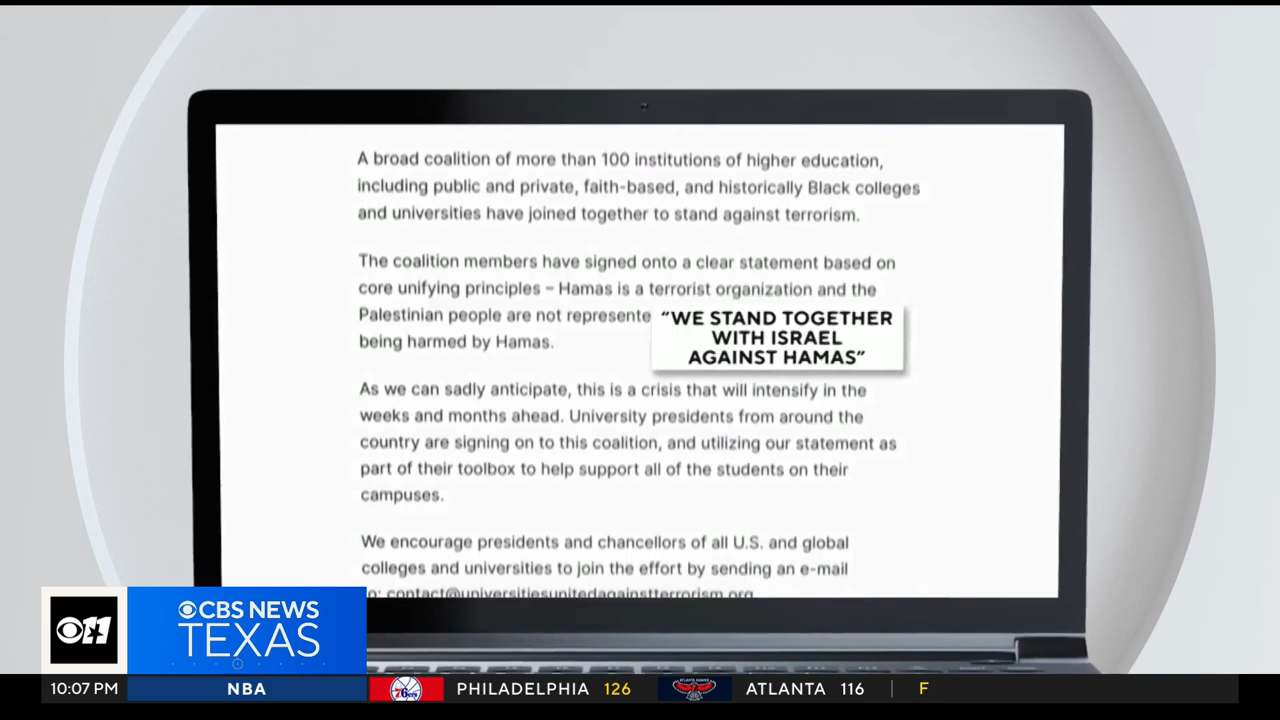 A broad coalition of more than 100 institutions of higher education,
including public and private, faith-based, and historically Black colleges
and universities have joined together to stand against terrorism.
The coalition members have signed onto a clear statement based on
core unifying principles – Hamas is a terrorist organization and the
Palestinian people are not represente
being harmed by Hamas.
"WE STAND TOGETHER
WITH ISRAEL
AGAINST HAMAS"
As we can sadly anticipate, this is a crisis that will intensify in the
weeks and months ahead. University presidents from around the
country are signing on to this coalition, and utilizing our statement as
part of their toolbox to help support all of the students on their
campuses.
We encourage presidents and chancellors of all U.S. and global
colleges and universities to join the effort by sending an e-mail
contact@universitiesunitedagainstterrorism.org
11
CBS NEWS
TEXAS
10:07 PM NBA 76ers PHILADELPHIA 126 ATLANTA 116 F